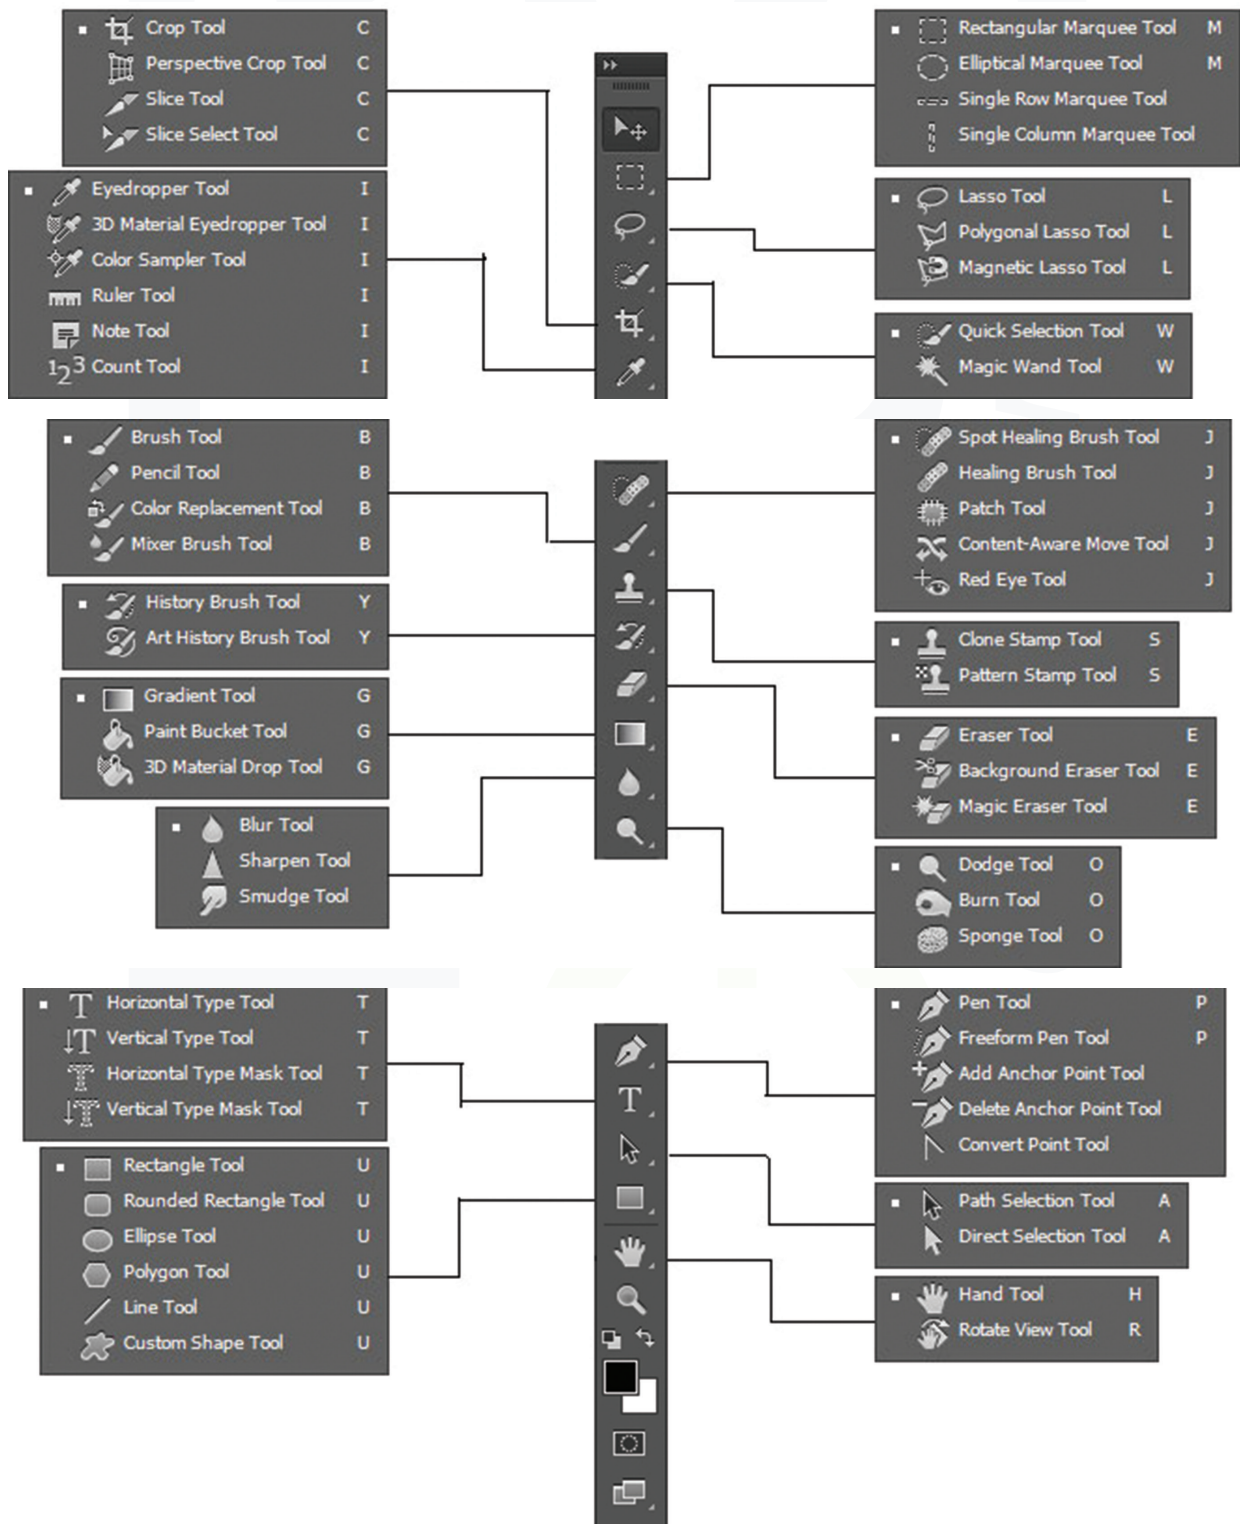 Crop Tool C
Perspective Crop Tool C
Slice Tool C
Slice Select Tool C
Rectangular Marquee Tool M
Elliptical Marquee Tool M
Single Row Marquee Tool
Single Column Marquee Tool
Eyedropper Tool I
3D Material Eyedropper Tool I
Color Sampler Tool I
Ruler Tool I
Note Tool I
Count Tool I
Lasso Tool L
Polygonal Lasso Tool L
Magnetic Lasso Tool L
Quick Selection Tool W
Magic Wand Tool W
Brush Tool B
Pencil Tool B
Color Replacement Tool B
Mixer Brush Tool B
Spot Healing Brush Tool J
Healing Brush Tool J
Patch Tool J
Content-Aware Move Tool J
Red Eye Tool J
History Brush Tool Y
Art History Brush Tool Y
Clone Stamp Tool S
Pattern Stamp Tool S
Gradient Tool G
Paint Bucket Tool G
3D Material Drop Tool G
Eraser Tool E
Background Eraser Tool E
Magic Eraser Tool E
Blur Tool
Sharpen Tool
Smudge Tool
Dodge Tool O
Burn Tool O
Sponge Tool O
Horizontal Type Tool T
Vertical Type Tool T
Horizontal Type Mask Tool T
Vertical Type Mask Tool T
Pen Tool P
Freeform Pen Tool P
Add Anchor Point Tool
Delete Anchor Point Tool
Convert Point Tool
Rectangle Tool U
Rounded Rectangle Tool U
Ellipse Tool U
Polygon Tool U
Line Tool U
Custom Shape Tool U
Path Selection Tool A
Direct Selection Tool A
Hand Tool H
Rotate View Tool R